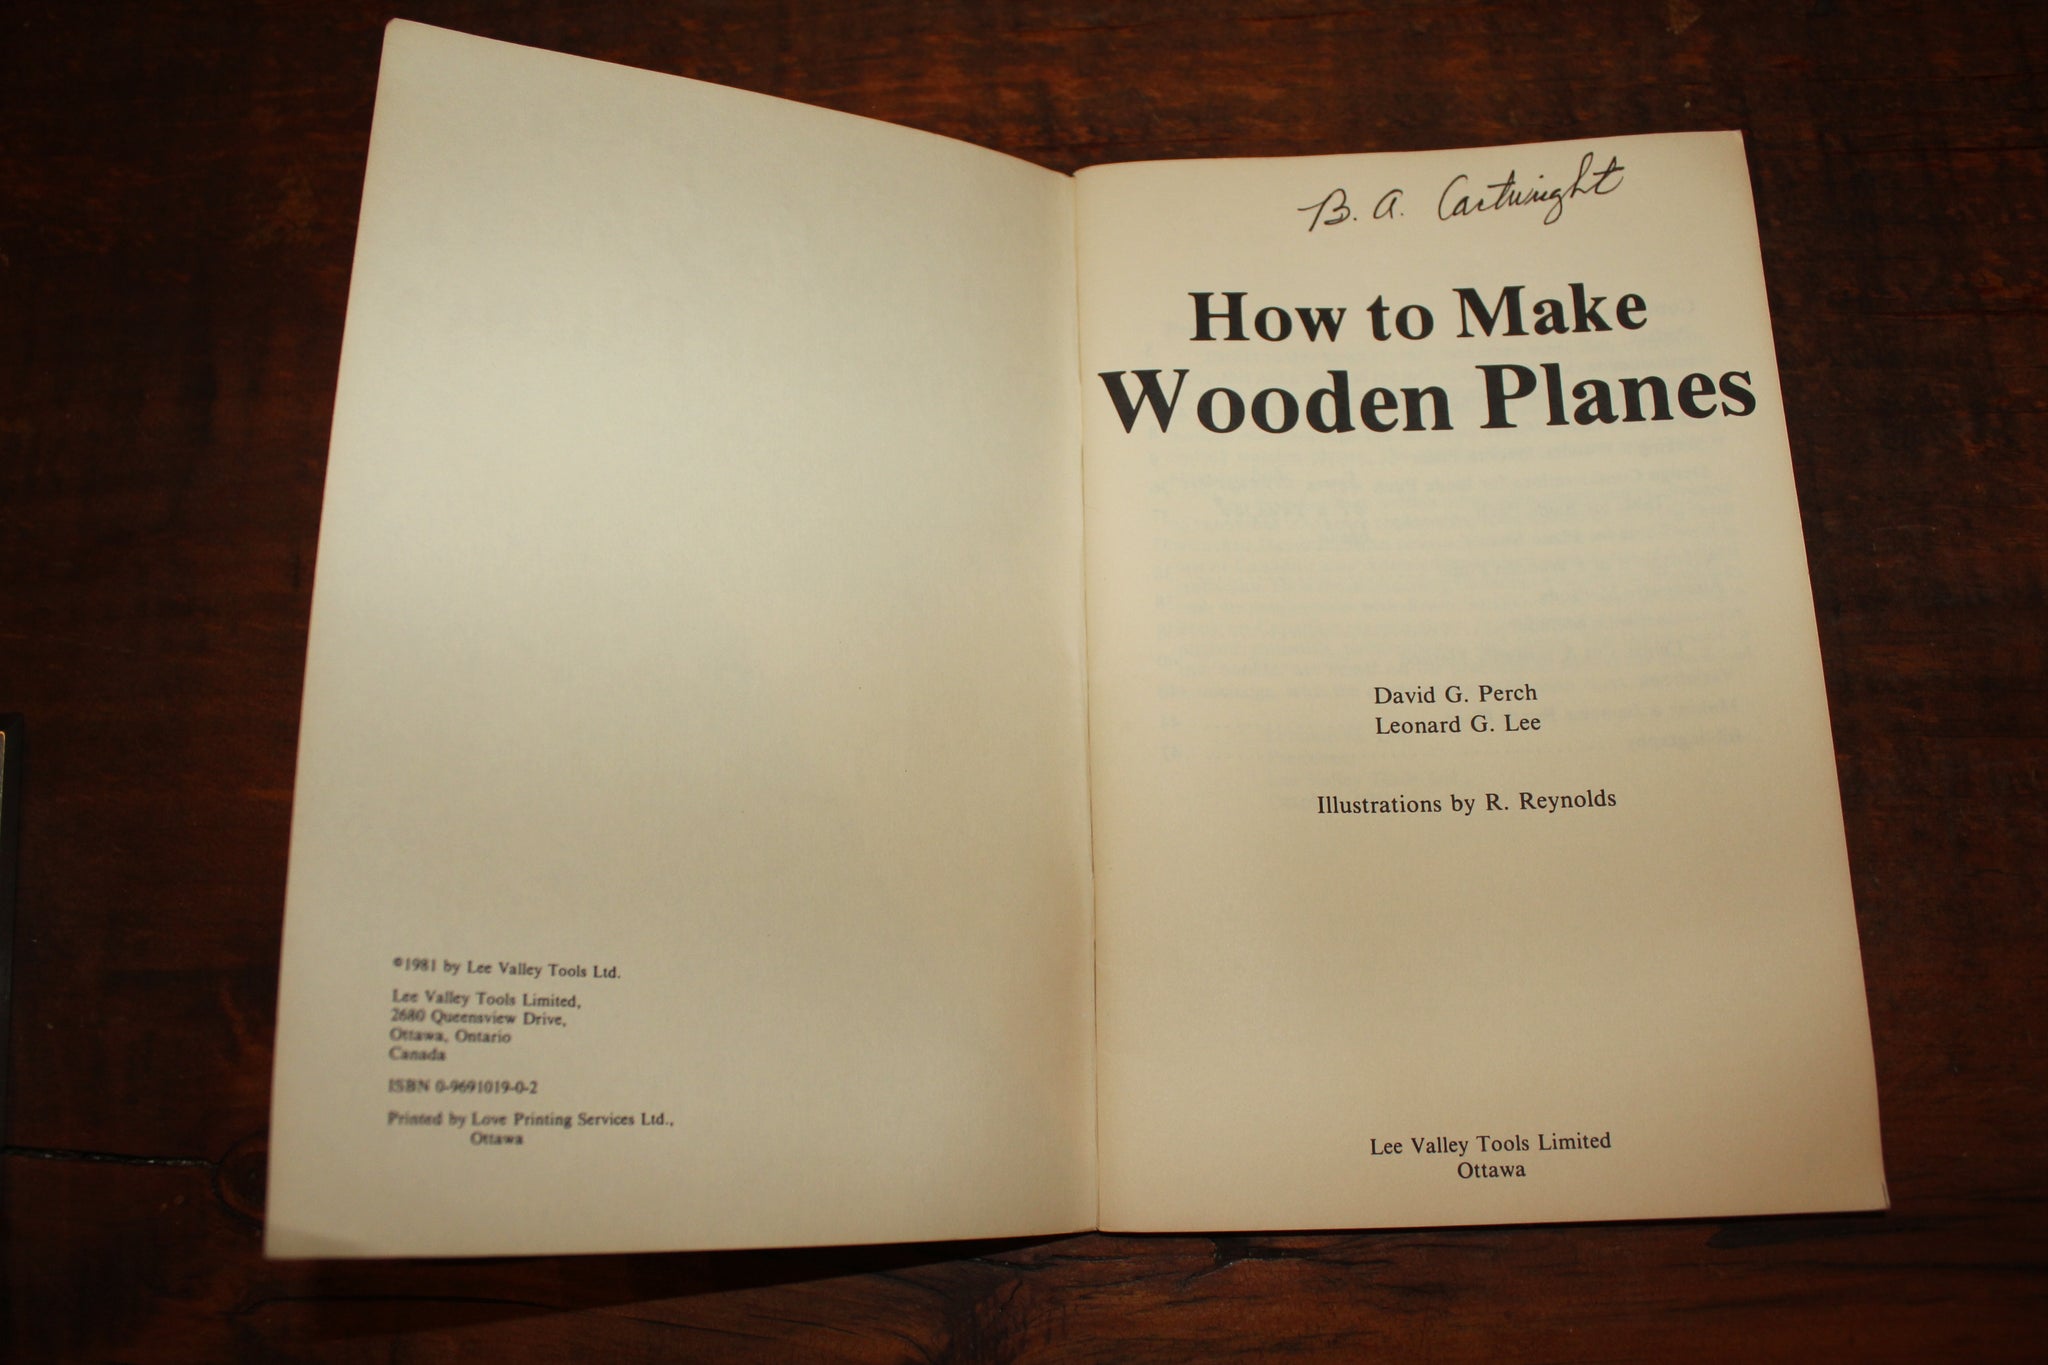 ©1981 by Lee Valley Tools Ltd.
Lee Valley Tools Limited,
2680 Queensview Drive,
Ottawa, Ontario
Canada
ISBN 0-9691019-0-2
Printed by Love Printing Services Ltd.,
Ottawa
B. A. Cartwright
How to Make
Wooden Planes
David G. Perch
Leonard G. Lee
Illustrations by R. Reynolds
Lee Valley Tools Limited
Ottawa